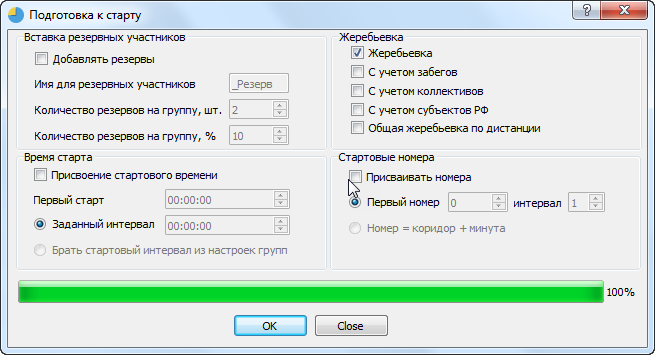 Подготовка к старту
Вставка резервных участников
Добавлять резервы
Имя для резервных участников _Резерв
Количество резервов на группу, шт. 2
Количество резервов на группу, % 10
Жеребьевка
Жеребьевка
С учетом забегов
С учетом коллективов
С учетом субъектов РФ
Общая жеребьевка по дистанции
Время старта
Присвоение стартового времени
Первый старт 00:00:00
Заданный интервал 00:00:00
Брать стартовый интервал из настроек групп
Стартовые номера
Присваивать номера
Первый номер 0 интервал 1
Номер = коридор + минута
100%
OK Close